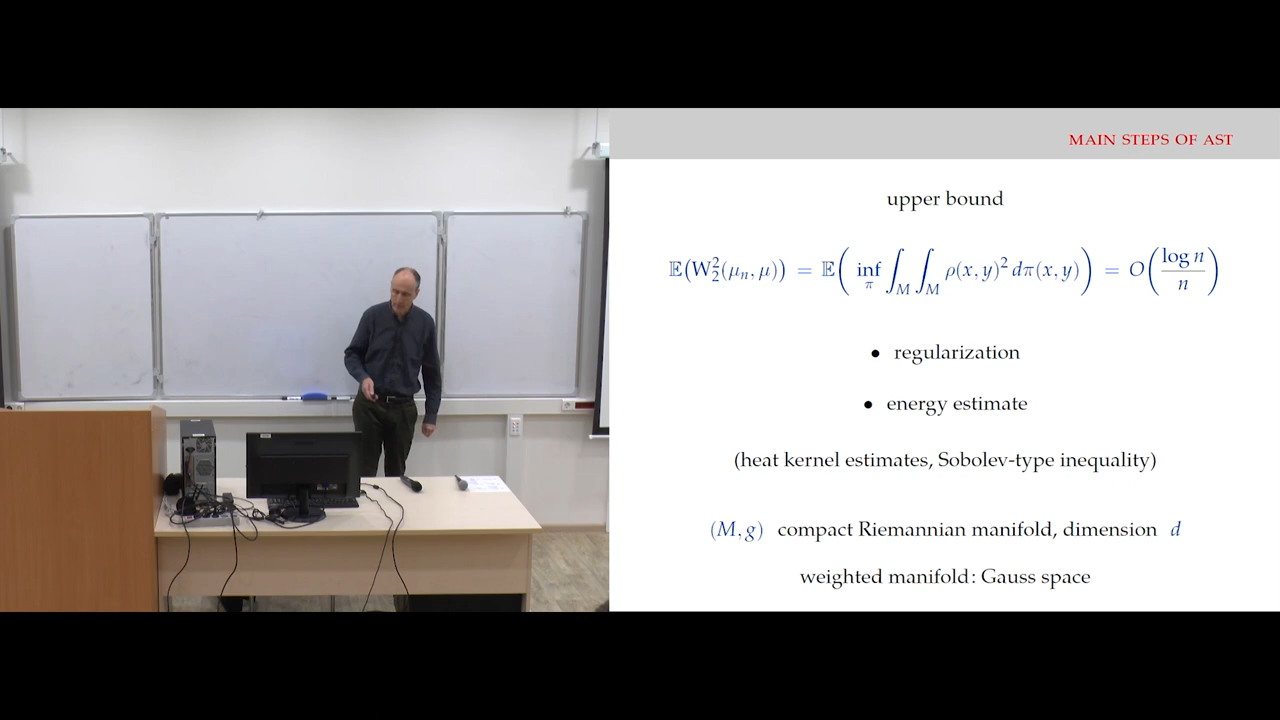 MAIN STEPS OF AST
upper bound
𝔼(W₂²(μₙ, μ)) = 𝔼( inf_π ∫_M ∫_M ρ(x, y)² dπ(x, y) ) = O( log n / n )
• regularization
• energy estimate
(heat kernel estimates, Sobolev-type inequality)
(M, g) compact Riemannian manifold, dimension d
weighted manifold: Gauss space